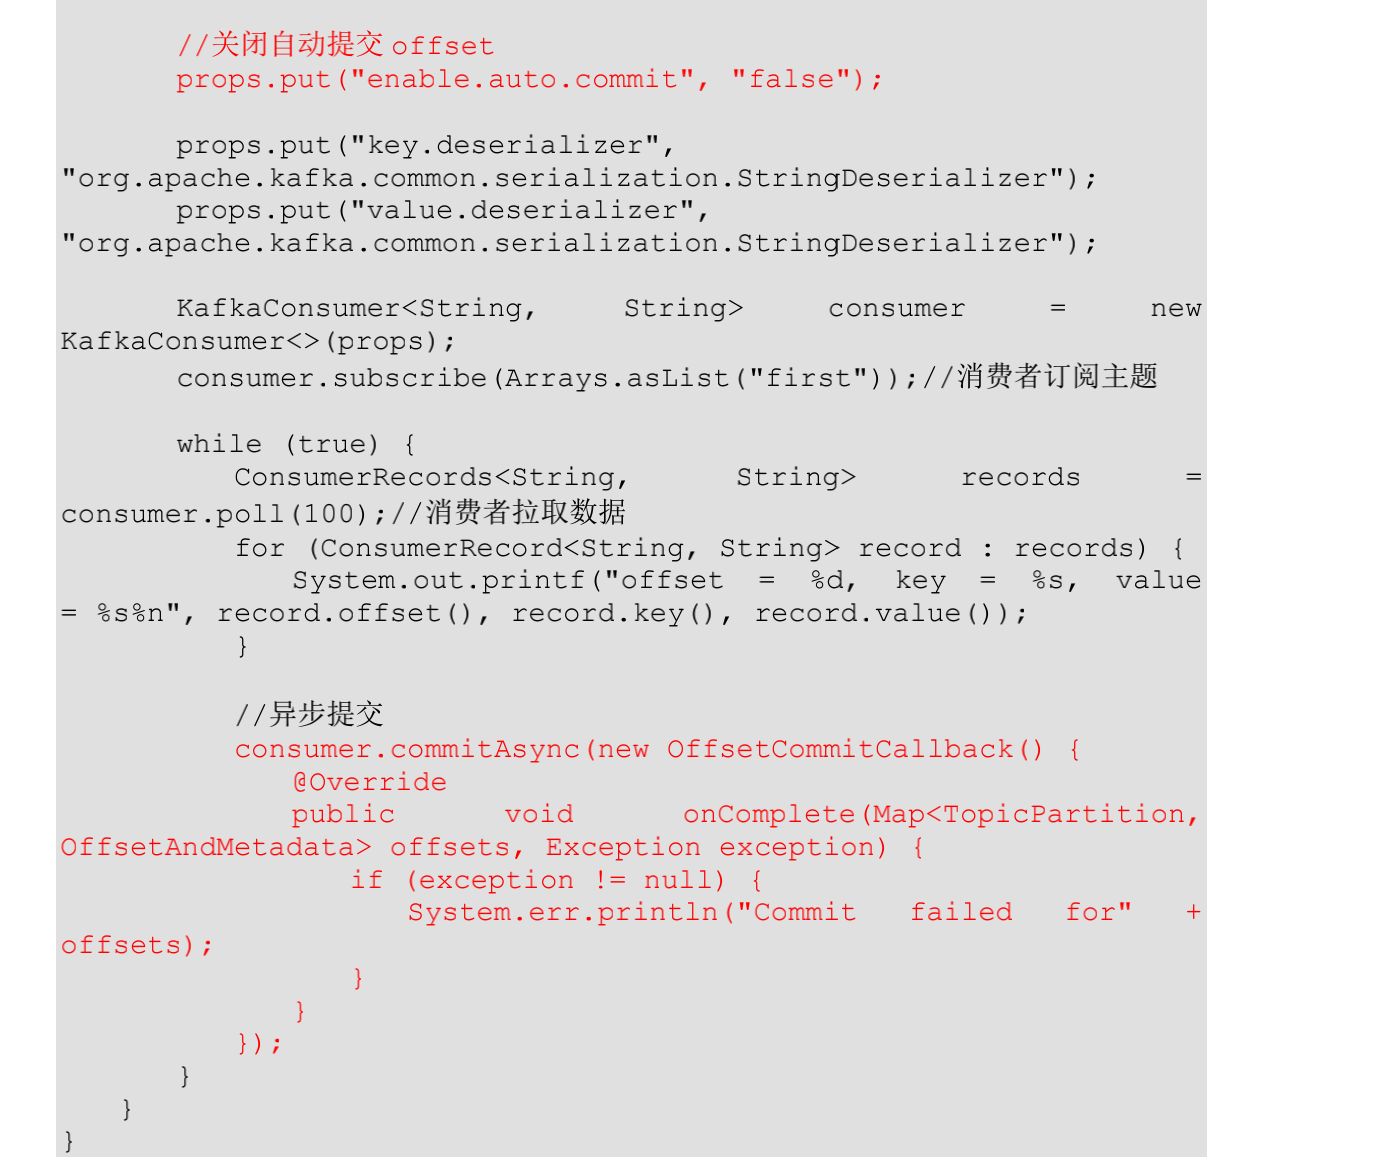 //关闭自动提交 offset
props.put("enable.auto.commit", "false");
props.put("key.deserializer",
"org.apache.kafka.common.serialization.StringDeserializer");
props.put("value.deserializer",
"org.apache.kafka.common.serialization.StringDeserializer");
KafkaConsumer<String, String> consumer = new
KafkaConsumer<>(props);
consumer.subscribe(Arrays.asList("first"));//消费者订阅主题
while (true) {
ConsumerRecords<String, String> records =
consumer.poll(100);//消费者拉取数据
for (ConsumerRecord<String, String> record : records) {
System.out.printf("offset = %d, key = %s, value
= %s%n", record.offset(), record.key(), record.value());
}
//异步提交
consumer.commitAsync(new OffsetCommitCallback() {
@Override
public void onComplete(Map<TopicPartition,
OffsetAndMetadata> offsets, Exception exception) {
if (exception != null) {
System.err.println("Commit failed for" +
offsets);
}
}
});
}
}
}